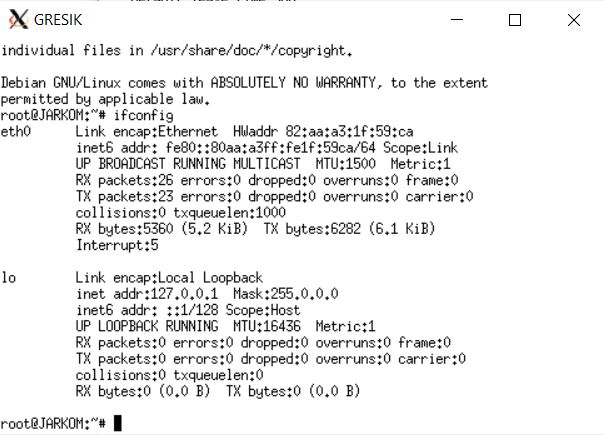 GRESIK
individual files in /usr/share/doc/*/copyright.
Debian GNU/Linux comes with ABSOLUTELY NO WARRANTY, to the extent
permitted by applicable law.
root@JARKOM:~# ifconfig
eth0      Link encap:Ethernet  HWaddr 82:aa:a3:1f:59:ca
          inet6 addr: fe80::80aa:a3ff:fe1f:59ca/64 Scope:Link
          UP BROADCAST RUNNING MULTICAST  MTU:1500  Metric:1
          RX packets:26 errors:0 dropped:0 overruns:0 frame:0
          TX packets:23 errors:0 dropped:0 overruns:0 carrier:0
          collisions:0 txqueuelen:1000
          RX bytes:5360 (5.2 KiB)  TX bytes:6282 (6.1 KiB)
          Interrupt:5
lo        Link encap:Local Loopback
          inet addr:127.0.0.1  Mask:255.0.0.0
          inet6 addr: ::1/128 Scope:Host
          UP LOOPBACK RUNNING  MTU:16436  Metric:1
          RX packets:0 errors:0 dropped:0 overruns:0 frame:0
          TX packets:0 errors:0 dropped:0 overruns:0 carrier:0
          collisions:0 txqueuelen:0
          RX bytes:0 (0.0 B)  TX bytes:0 (0.0 B)
root@JARKOM:~#